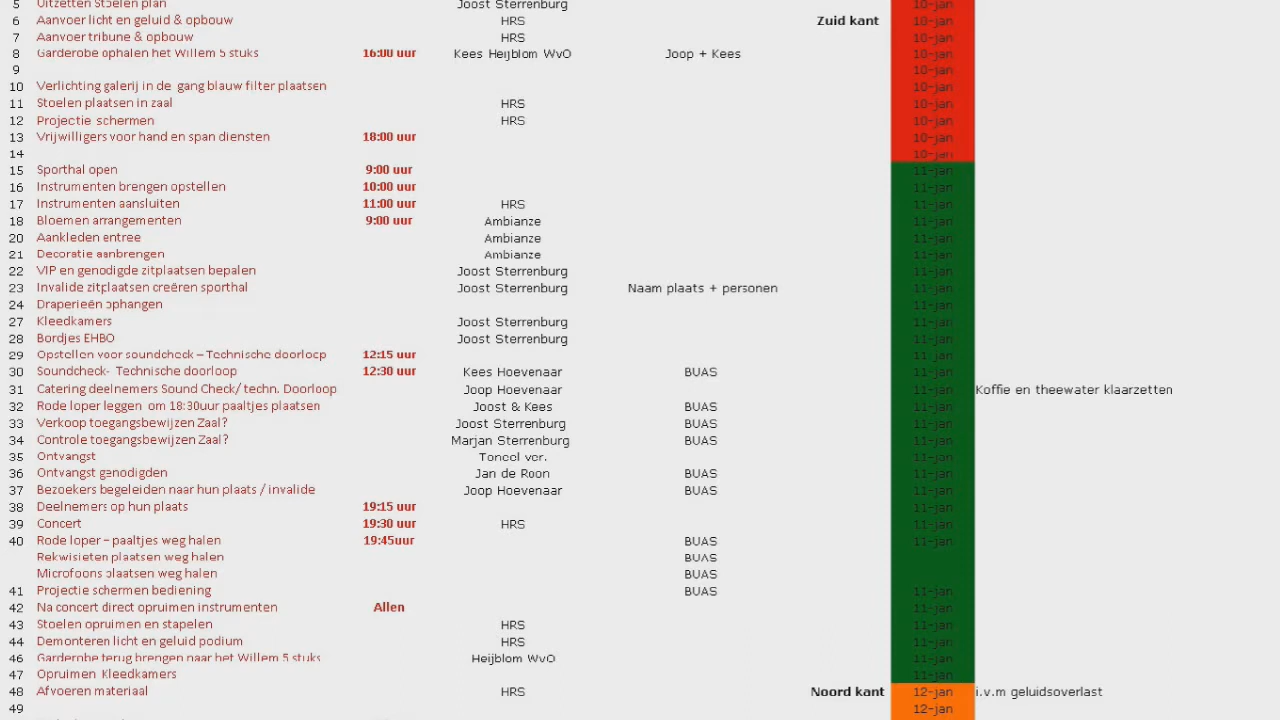 5 Uitzetten Stoelen plan Joost Sterrenburg 10-jan
6 Aanvoer licht en geluid & opbouw HRS Zuid kant 10-jan
7 Aanvoer tribune & opbouw HRS 10-jan
8 Garderobe ophalen het Willem 5 stuks 16:00 uur Kees Heijblom WvO Joop + Kees 10-jan
9 10-jan
10 Verlichting galerij in de gang blauw filter plaatsen 10-jan
11 Stoelen plaatsen in zaal HRS 10-jan
12 Projectie schermen HRS 10-jan
13 Vrijwilligers voor hand en spandiensten 18:00 uur 10-jan
14 10-jan
15 Sporthal open 9:00 uur 11-jan
16 Instrumenten brengen opstellen 10:00 uur 11-jan
17 Instrumenten aansluiten 11:00 uur HRS 11-jan
18 Bloemen arrangementen 9:00 uur Ambianze 11-jan
20 Aankleden entree Ambianze 11-jan
21 Decoratie aanbrengen Ambianze 11-jan
22 VIP en genodigde zitplaatsen bepalen Joost Sterrenburg 11-jan
23 Invalide zitplaatsen creëren sporthal Joost Sterrenburg Naam plaats + personen 11-jan
24 Draperieën ophangen 11-jan
27 Kleedkamers Joost Sterrenburg 11-jan
28 Bordjes EHBO Joost Sterrenburg 11-jan
29 Opstellen voor soundcheck – Technische doorloop 12:15 uur 11-jan
30 Soundcheck- Technische doorloop 12:30 uur Kees Hoevenaar BUAS 11-jan
31 Catering deelnemers Sound Check/techn. Doorloop Joop Hoevenaar 11-jan Koffie en theewater klaarzetten
32 Rode loper leggen om 18:30uur paaltjes plaatsen Joost & Kees BUAS 11-jan
33 Verkoop toegangsbewijzen Zaal? Joost Sterrenburg BUAS 11-jan
34 Controle toegangsbewijzen Zaal? Marjan Sterrenburg BUAS 11-jan
35 Ontvangst Toneel ver. 11-jan
36 Ontvangst genodigden Jan de Roon BUAS 11-jan
37 Bezoekers begeleiden naar hun plaats / invalide Joop Hoevenaar BUAS 11-jan
38 Deelnemers op hun plaats 19:15 uur 11-jan
39 Concert 19:30 uur HRS 11-jan
40 Rode loper – paaltjes weg halen 19:45uur BUAS 11-jan
Rekwisieten plaatsen weg halen BUAS
Microfoons plaatsen weg halen BUAS
41 Projectie schermen bediening BUAS 11-jan
42 Na concert direct opruimen instrumenten Allen 11-jan
43 Stoelen opruimen en stapelen HRS 11-jan
44 Demonteren licht en geluid podium HRS 11-jan
46 Garderobe terug brengen naar het Willem 5 stuks Heijblom WvO 11-jan
47 Opruimen Kleedkamers 11-jan
48 Afvoeren materiaal HRS Noord kant 12-jan i.v.m geluidsoverlast
49 12-jan